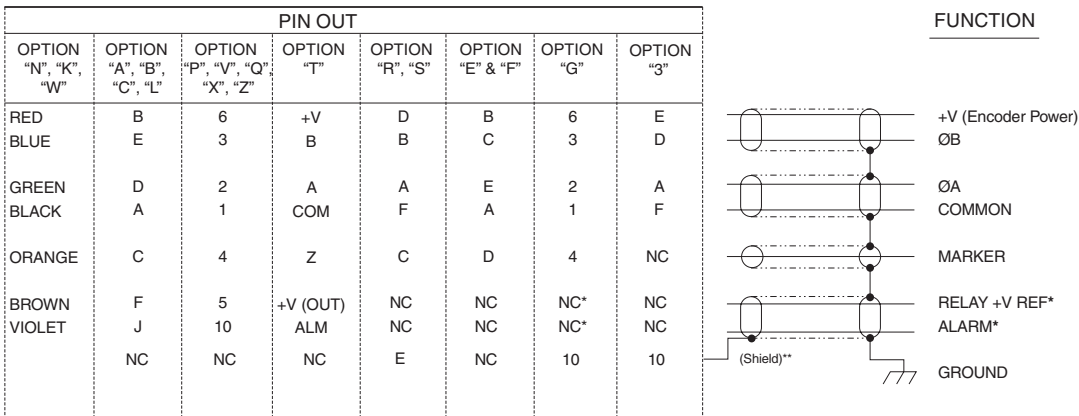 PIN OUT FUNCTION
OPTION OPTION OPTION OPTION OPTION OPTION OPTION OPTION
“N”, “K”, “A”, “B”, “P”, “V”, “Q”, “T” “R”, “S” “E” & “F” “G” “3”
“W” “C”, “L” “X”, “Z”
RED B 6 +V D B 6 E +V (Encoder Power)
BLUE E 3 B B C 3 D ØB
GREEN D 2 A A E 2 A ØA
BLACK A 1 COM F A 1 F COMMON
ORANGE C 4 Z C D 4 NC MARKER
BROWN F 5 +V (OUT) NC NC NC* NC RELAY +V REF*
VIOLET J 10 ALM NC NC NC* NC ALARM*
NC NC NC E NC 10 10 (Shield)** GROUND